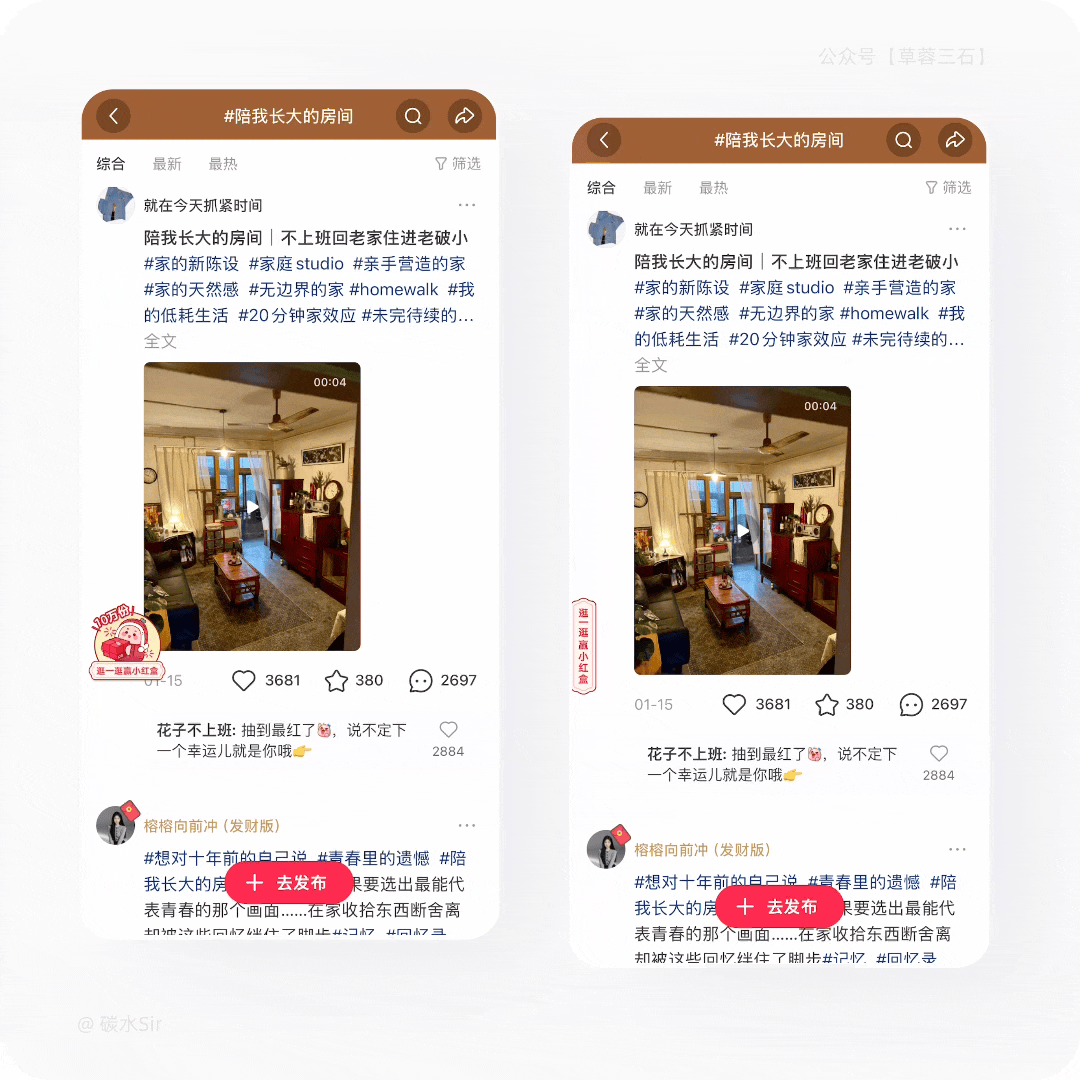 公众号【草蓉三石】
#陪我长大的房间
综合 最新 最热 筛选
就在今天抓紧时间
陪我长大的房间｜不上班回老家住进老破小
#家的新陈设 #家庭studio #亲手营造的家
#家的天然感 #无边界的家 #homewalk #我
的低耗生活 #20分钟家效应 #未完待续的...
全文
00:04
10万份
逛一逛赢小红盒
01-15 3681 380 2697
花子不上班: 抽到最红了，说不定下
一个幸运儿就是你哦👉
2884
榕榕向前冲（发财版）
#想对十年前的自己说 #青春里的遗憾 #陪
我长大的房 果要选出最能代
＋ 去发布
表青春的那个画面......在家收拾东西断舍离
却被这些回忆绊住了脚步#记忆 #回忆录
#陪我长大的房间
综合 最新 最热 筛选
就在今天抓紧时间
陪我长大的房间｜不上班回老家住进老破小
#家的新陈设 #家庭studio #亲手营造的家
#家的天然感 #无边界的家 #homewalk #我
的低耗生活 #20分钟家效应 #未完待续的...
全文
00:04
逛一逛赢小红盒
01-15 3681 380 2697
花子不上班: 抽到最红了，说不定下
一个幸运儿就是你哦👉
2884
榕榕向前冲（发财版）
#想对十年前的自己说 #青春里的遗憾 #陪
我长大的房 果要选出最能代
＋ 去发布
表青春的那个画面......在家收拾东西断舍离
却被这些回忆绊住了脚步#记忆 #回忆录
@ 碳水Sir